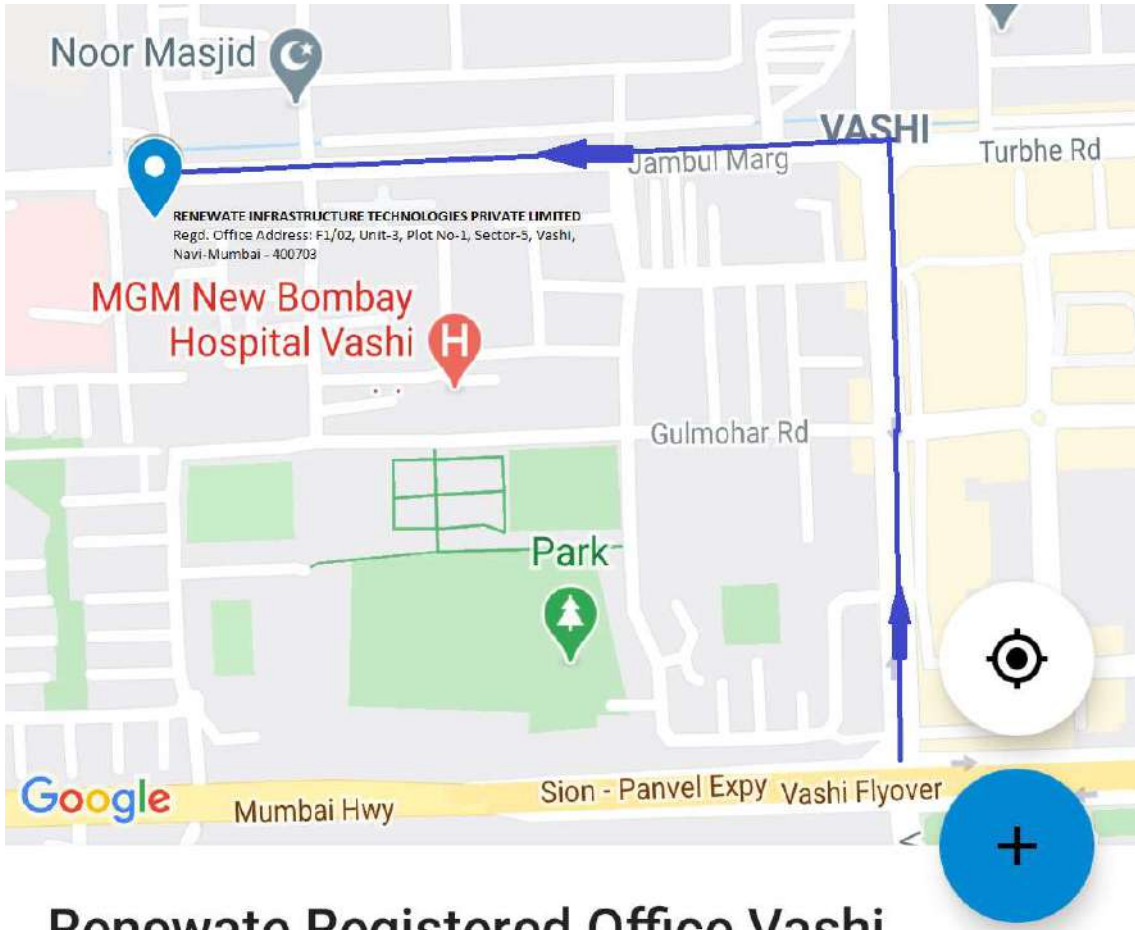 Noor Masjid
VASHI
Turbhe Rd
Jambul Marg
RENEWATE INFRASTRUCTURE TECHNOLOGIES PRIVATE LIMITED
Regd. Office Address: F1/02, Unit-3, Plot No-1, Sector-5, Vashi,
Navi-Mumbai - 400703
MGM New Bombay
Hospital Vashi
H
Gulmohar Rd
Park
Google
Mumbai Hwy
Sion - Panvel Expy
Vashi Flyover
Renewate Registered Office Vashi